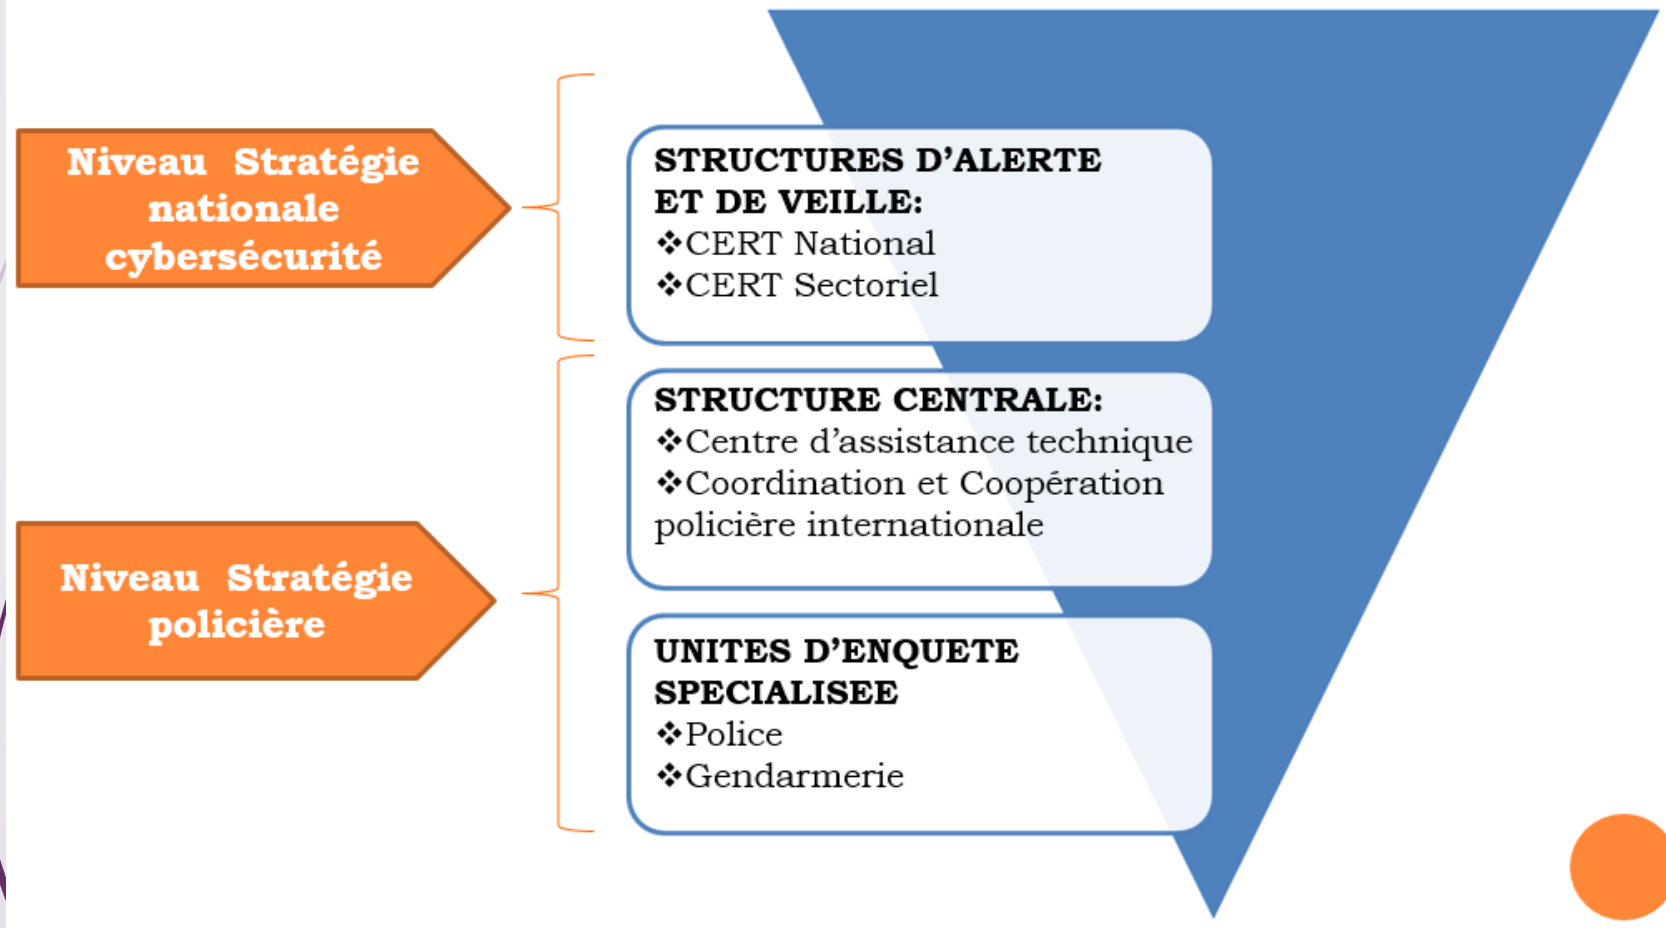 Niveau Stratégie
nationale
cybersécurité
STRUCTURES D’ALERTE
ET DE VEILLE:
❖CERT National
❖CERT Sectoriel
STRUCTURE CENTRALE:
❖Centre d’assistance technique
❖Coordination et Coopération
policière internationale
Niveau Stratégie
policière
UNITES D’ENQUETE
SPECIALISEE
❖Police
❖Gendarmerie